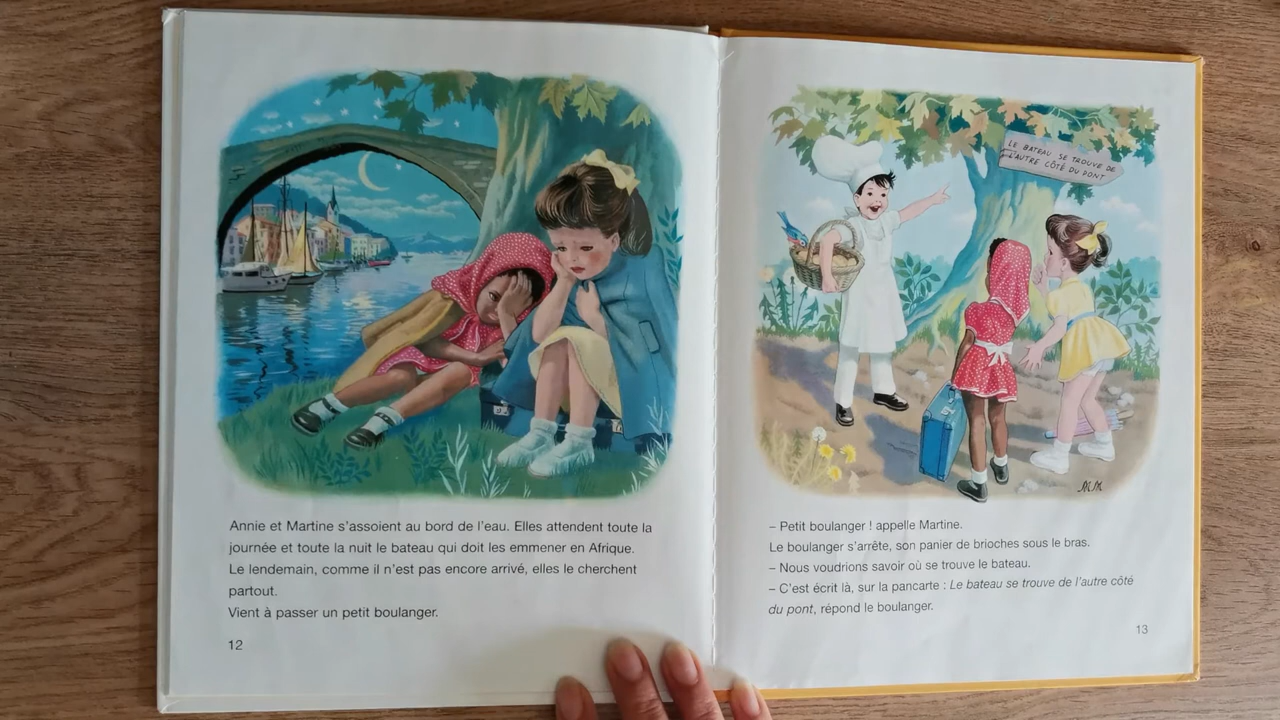 Annie et Martine s'assoient au bord de l'eau. Elles attendent toute la
journée et toute la nuit le bateau qui doit les emmener en Afrique.
Le lendemain, comme il n'est pas encore arrivé, elles le cherchent
partout.
Vient à passer un petit boulanger.
12
LE BATEAU SE TROUVE DE
L'AUTRE CÔTÉ DU PONT
– Petit boulanger ! appelle Martine.
Le boulanger s'arrête, son panier de brioches sous le bras.
– Nous voudrions savoir où se trouve le bateau.
– C'est écrit là, sur la pancarte : Le bateau se trouve de l'autre côté
du pont, répond le boulanger.
13